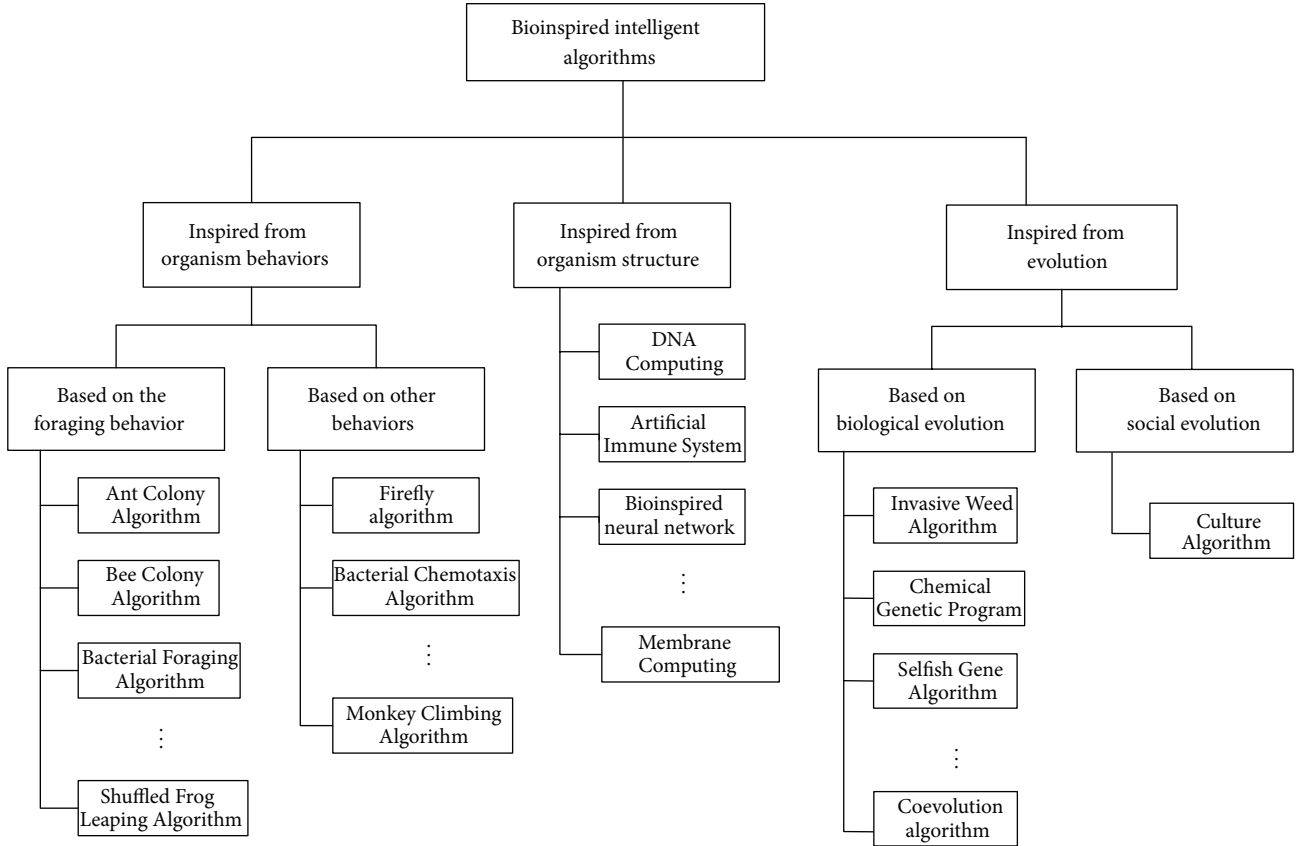 Bioinspired intelligent
algorithms
Inspired from
organism behaviors
Inspired from
organism structure
Inspired from
evolution
Based on the
foraging behavior
Based on other
behaviors
DNA
Computing
Artificial
Immune System
Bioinspired
neural network
⋮
Membrane
Computing
Based on
biological evolution
Based on
social evolution
Ant Colony
Algorithm
Bee Colony
Algorithm
Bacterial Foraging
Algorithm
⋮
Shuffled Frog
Leaping Algorithm
Firefly
algorithm
Bacterial Chemotaxis
Algorithm
⋮
Monkey Climbing
Algorithm
Invasive Weed
Algorithm
Chemical
Genetic Program
Selfish Gene
Algorithm
⋮
Coevolution
algorithm
Culture
Algorithm